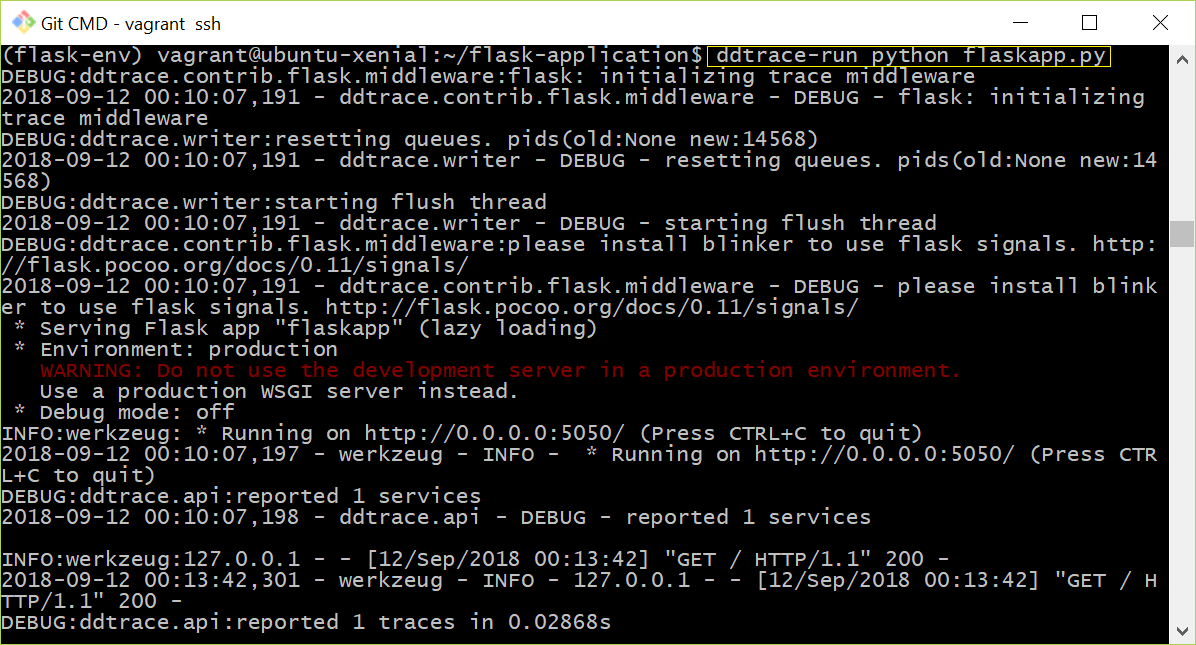 Git CMD - vagrant  ssh
(flask-env) vagrant@ubuntu-xenial:~/flask-application$ ddtrace-run python flaskapp.py
DEBUG:ddtrace.contrib.flask.middleware:flask: initializing trace middleware
2018-09-12 00:10:07,191 - ddtrace.contrib.flask.middleware - DEBUG - flask: initializing
trace middleware
DEBUG:ddtrace.writer:resetting queues. pids(old:None new:14568)
2018-09-12 00:10:07,191 - ddtrace.writer - DEBUG - resetting queues. pids(old:None new:14
568)
DEBUG:ddtrace.writer:starting flush thread
2018-09-12 00:10:07,191 - ddtrace.writer - DEBUG - starting flush thread
DEBUG:ddtrace.contrib.flask.middleware:please install blinker to use flask signals. http:
//flask.pocoo.org/docs/0.11/signals/
2018-09-12 00:10:07,191 - ddtrace.contrib.flask.middleware - DEBUG - please install blink
er to use flask signals. http://flask.pocoo.org/docs/0.11/signals/
 * Serving Flask app "flaskapp" (lazy loading)
 * Environment: production
   WARNING: Do not use the development server in a production environment.
   Use a production WSGI server instead.
 * Debug mode: off
INFO:werkzeug: * Running on http://0.0.0.0:5050/ (Press CTRL+C to quit)
2018-09-12 00:10:07,197 - werkzeug - INFO -  * Running on http://0.0.0.0:5050/ (Press CTR
L+C to quit)
DEBUG:ddtrace.api:reported 1 services
2018-09-12 00:10:07,198 - ddtrace.api - DEBUG - reported 1 services
INFO:werkzeug:127.0.0.1 - - [12/Sep/2018 00:13:42] "GET / HTTP/1.1" 200 -
2018-09-12 00:13:42,301 - werkzeug - INFO - 127.0.0.1 - - [12/Sep/2018 00:13:42] "GET / H
TTP/1.1" 200 -
DEBUG:ddtrace.api:reported 1 traces in 0.02868s